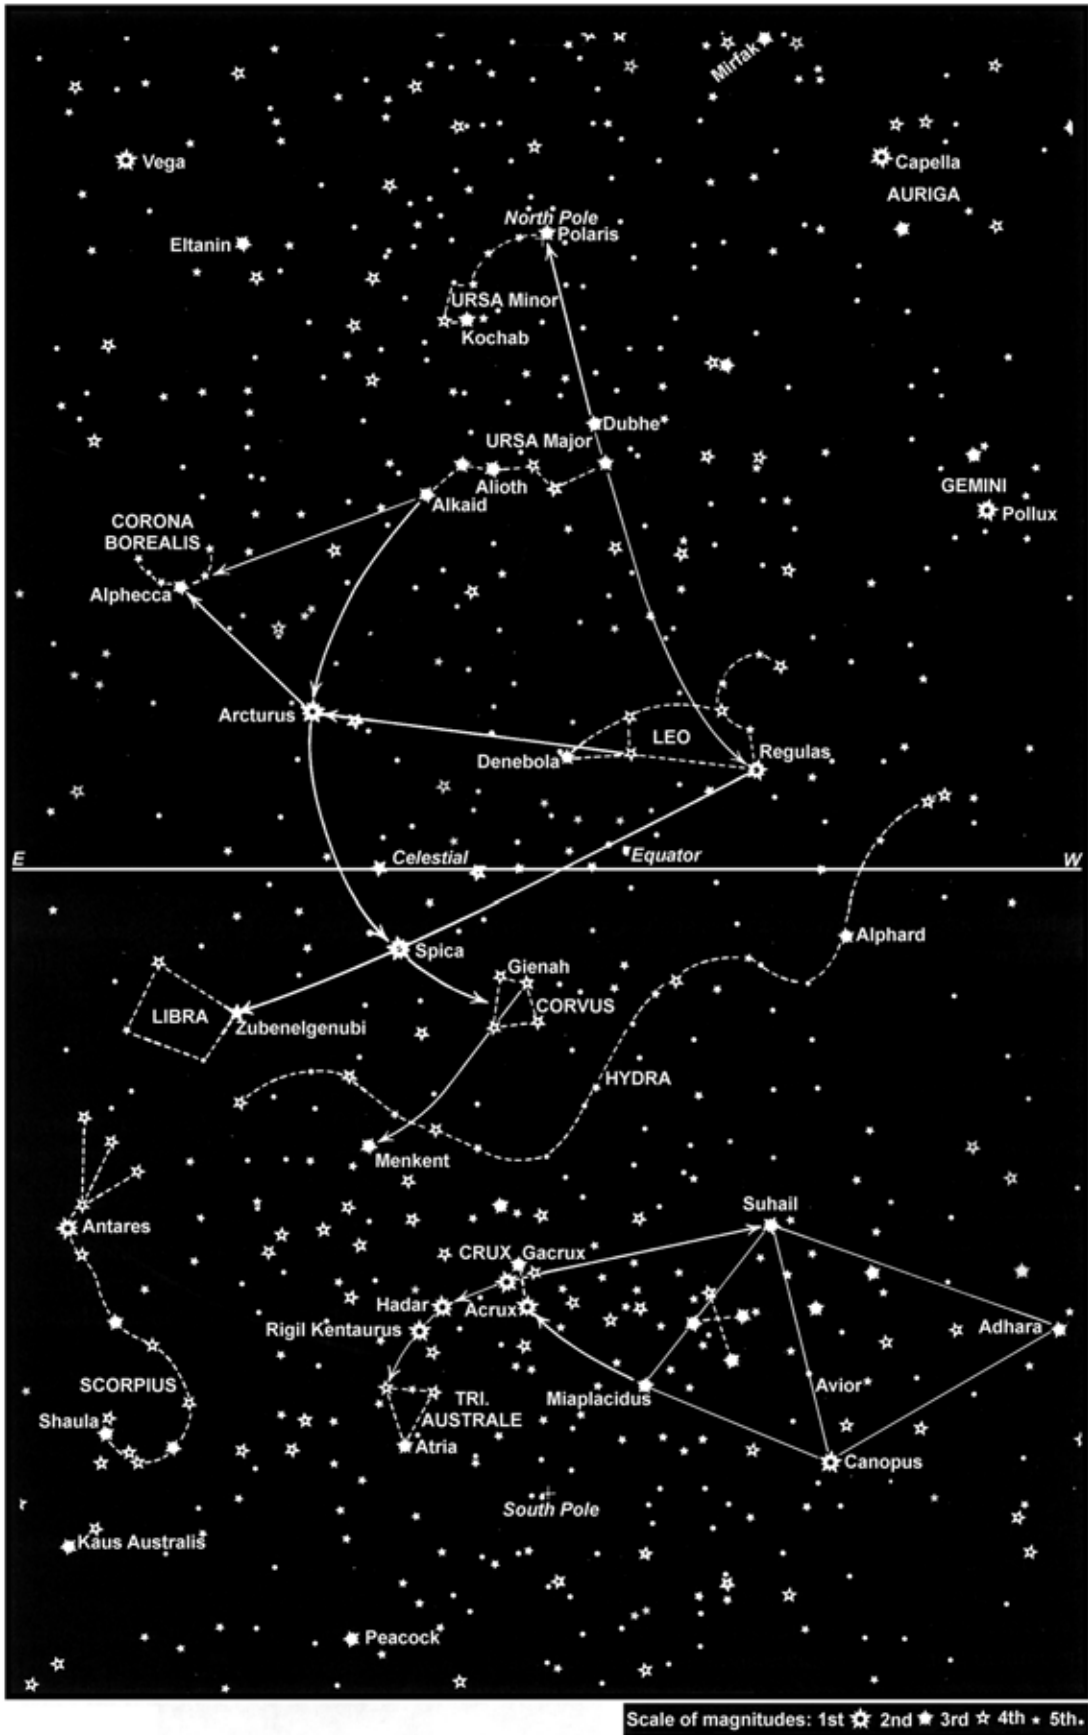 Mirfak
Vega
Capella
AURIGA
North Pole
Polaris
Eltanin
URSA Minor
Kochab
Dubhe
URSA Major
Alioth
Alkaid
GEMINI
Pollux
CORONA
BOREALIS
Alphecca
Arcturus
LEO
Denebola
Regulas
E
Celestial
Equator
W
Spica
Alphard
Gienah
CORVUS
LIBRA
Zubenelgenubi
HYDRA
Menkent
Antares
Suhail
CRUX
Gacrux
Hadar
Acrux
Rigil Kentaurus
Adhara
SCORPIUS
Shaula
TRI.
AUSTRALE
Miaplacidus
Avior
Atria
Canopus
South Pole
Kaus Australis
Peacock
Scale of magnitudes: 1st 2nd 3rd 4th 5th